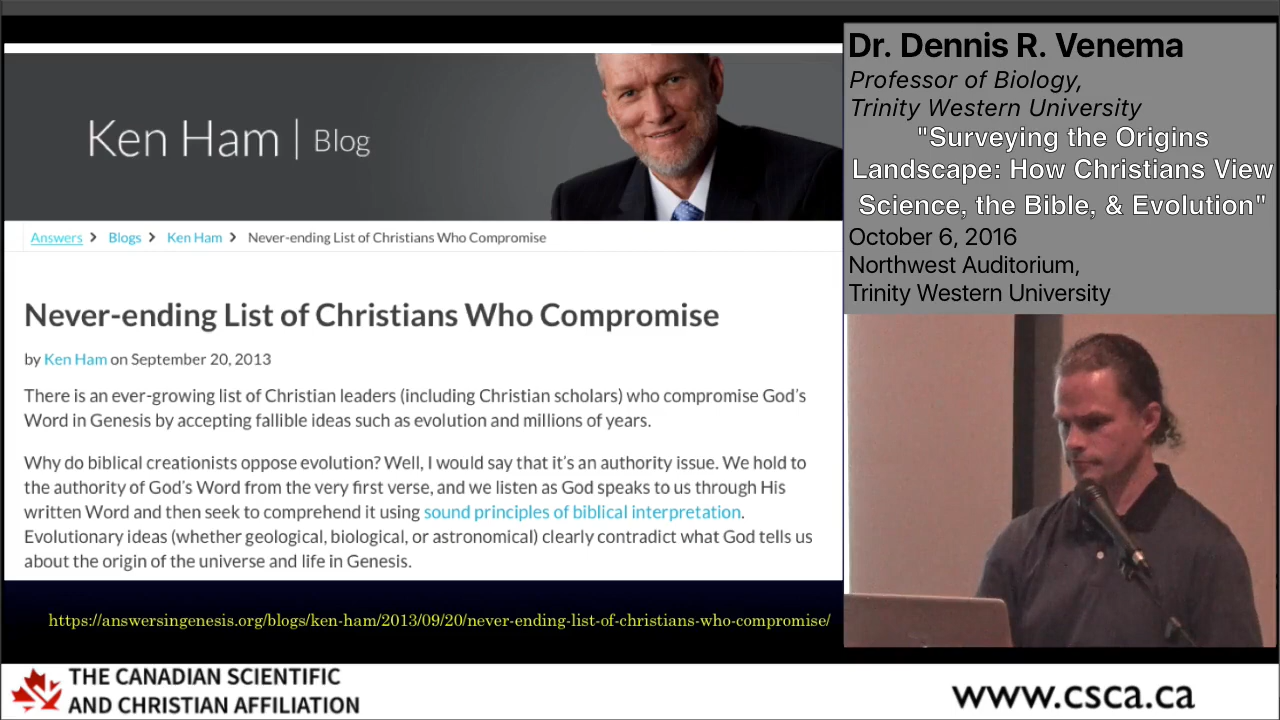 Ken Ham | Blog
Answers > Blogs > Ken Ham > Never-ending List of Christians Who Compromise
Never-ending List of Christians Who Compromise
by Ken Ham on September 20, 2013
There is an ever-growing list of Christian leaders (including Christian scholars) who compromise God's
Word in Genesis by accepting fallible ideas such as evolution and millions of years.
Why do biblical creationists oppose evolution? Well, I would say that it's an authority issue. We hold to
the authority of God's Word from the very first verse, and we listen as God speaks to us through His
written Word and then seek to comprehend it using sound principles of biblical interpretation.
Evolutionary ideas (whether geological, biological, or astronomical) clearly contradict what God tells us
about the origin of the universe and life in Genesis.
https://answersingenesis.org/blogs/ken-ham/2013/09/20/never-ending-list-of-christians-who-compromise/
Dr. Dennis R. Venema
Professor of Biology,
Trinity Western University
"Surveying the Origins
Landscape: How Christians View
Science, the Bible, & Evolution"
October 6, 2016
Northwest Auditorium,
Trinity Western University
THE CANADIAN SCIENTIFIC
AND CHRISTIAN AFFILIATION
www.csca.ca